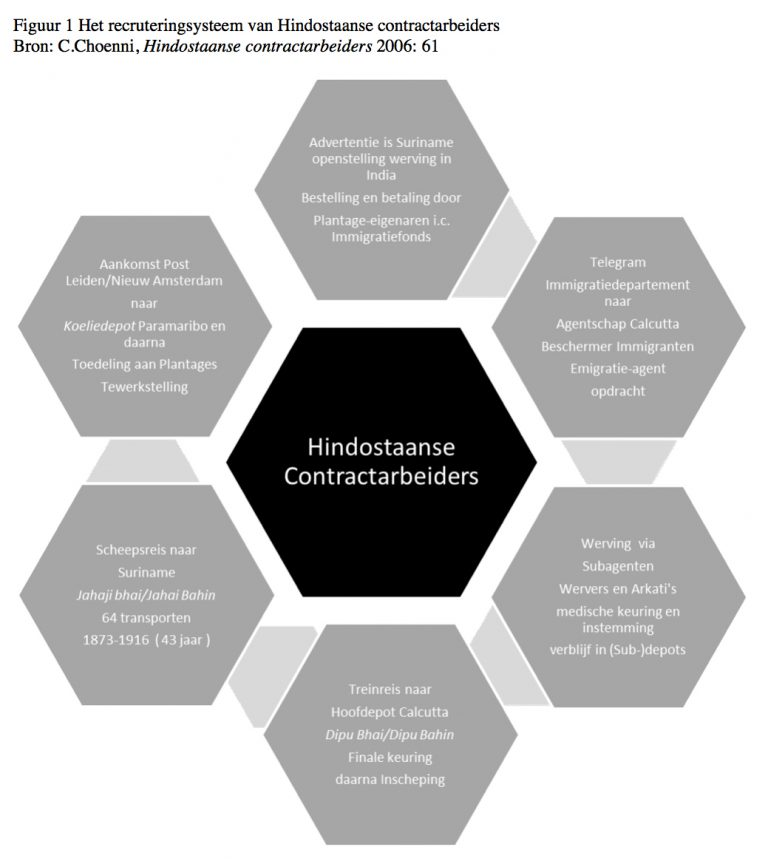 Figuur 1 Het recruteringsysteem van Hindostaanse contractarbeiders
Bron: C.Choenni, Hindostaanse contractarbeiders 2006: 61
Advertentie is Suriname
openstelling werving in
India
Bestelling en betaling door
Plantage-eigenaren i.c.
Immigratiefonds
Telegram
Immigratiedepartement
naar
Agentschap Calcutta
Beschermer Immigranten
Emigratie-agent
opdracht
Werving via
Subagenten
Wervers en Arkati's
medische keuring en
instemming
verblijf in (Sub-)depots
Treinreis naar
Hoofdepot Calcutta
Dipu Bhai/Dipu Bahin
Finale keuring
daarna Inscheping
Scheepsreis naar
Suriname
Jahaji bhai/Jahai Bahin
64 transporten
1873-1916 ( 43 jaar )
Aankomst Post
Leiden/Nieuw Amsterdam
naar
Koeliedepot Paramaribo en
daarna
Toedeling aan Plantages
Tewerkstelling
Hindostaanse
Contractarbeiders